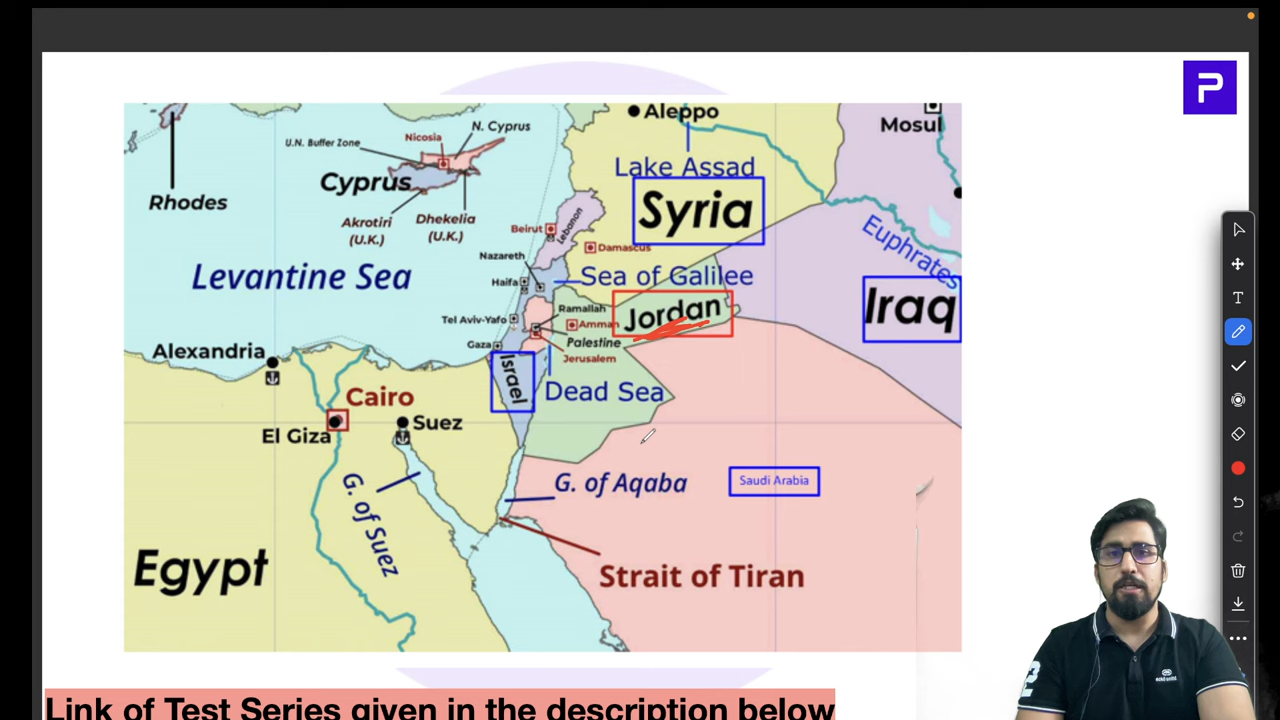 P
Aleppo
Mosul
N. Cyprus
Nicosia
U.N. Buffer Zone
Lake Assad
Cyprus
Rhodes
Syria
Akrotiri
(U.K.)
Dhekelia
(U.K.)
Beirut
Lebanon
Euphrates
Damascus
Nazareth
Levantine Sea
Sea of Galilee
Haifa
Iraq
Ramallah
Jordan
Tel Aviv-Yafo
Amman
Palestine
Gaza
Jerusalem
Alexandria
Israel
Dead Sea
Cairo
Suez
El Giza
G. of Aqaba
Saudi Arabia
G. of Suez
Egypt
Strait of Tiran
T
2
Link of Test Series given in the description below